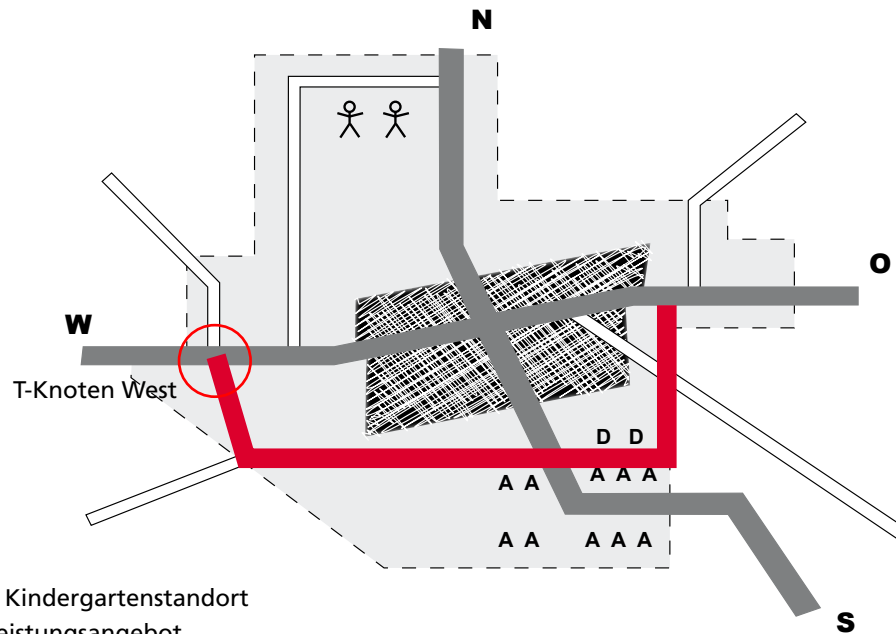 N
O
W
T-Knoten West
D D
A A A
A A
A A A A A
Kindergartenstandort
S